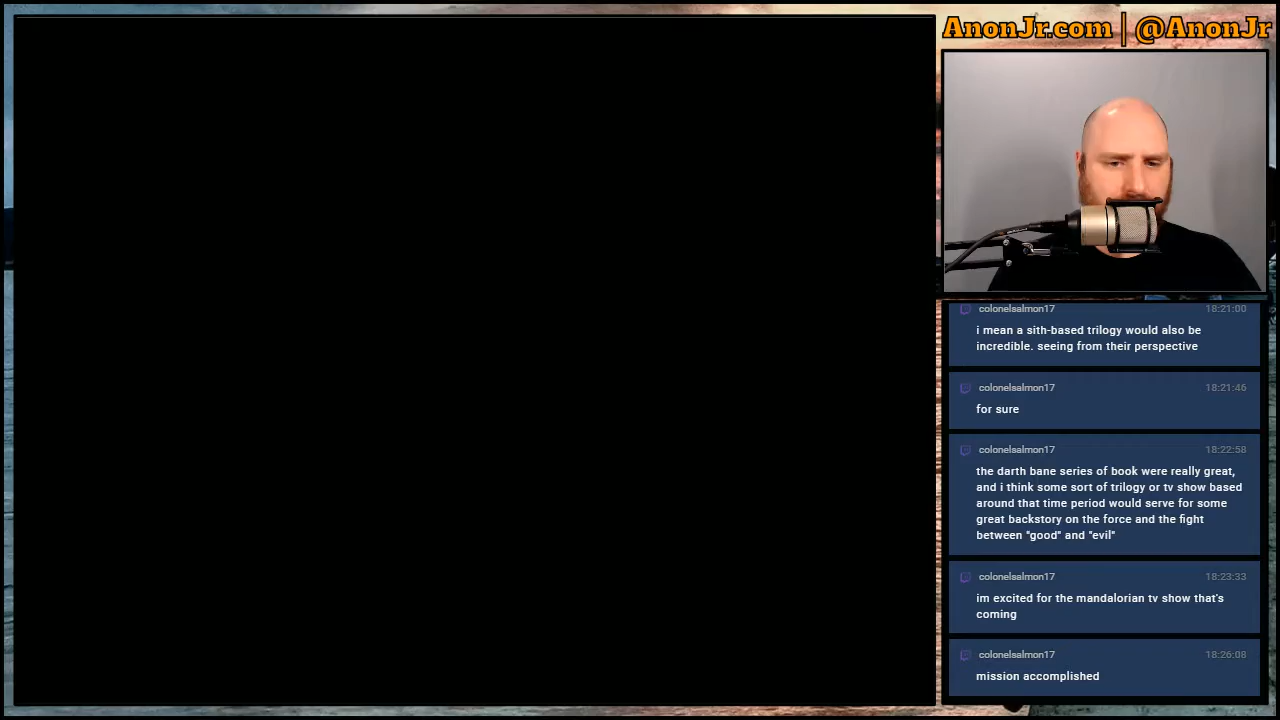 AnonJr.com | @AnonJr
colonelsalmon17 18:21:00
i mean a sith-based trilogy would also be
incredible. seeing from their perspective
colonelsalmon17 18:21:46
for sure
colonelsalmon17 18:22:58
the darth bane series of book were really great,
and i think some sort of trilogy or tv show based
around that time period would serve for some
great backstory on the force and the fight
between "good" and "evil"
colonelsalmon17 18:23:33
im excited for the mandalorian tv show that's
coming
colonelsalmon17 18:26:08
mission accomplished